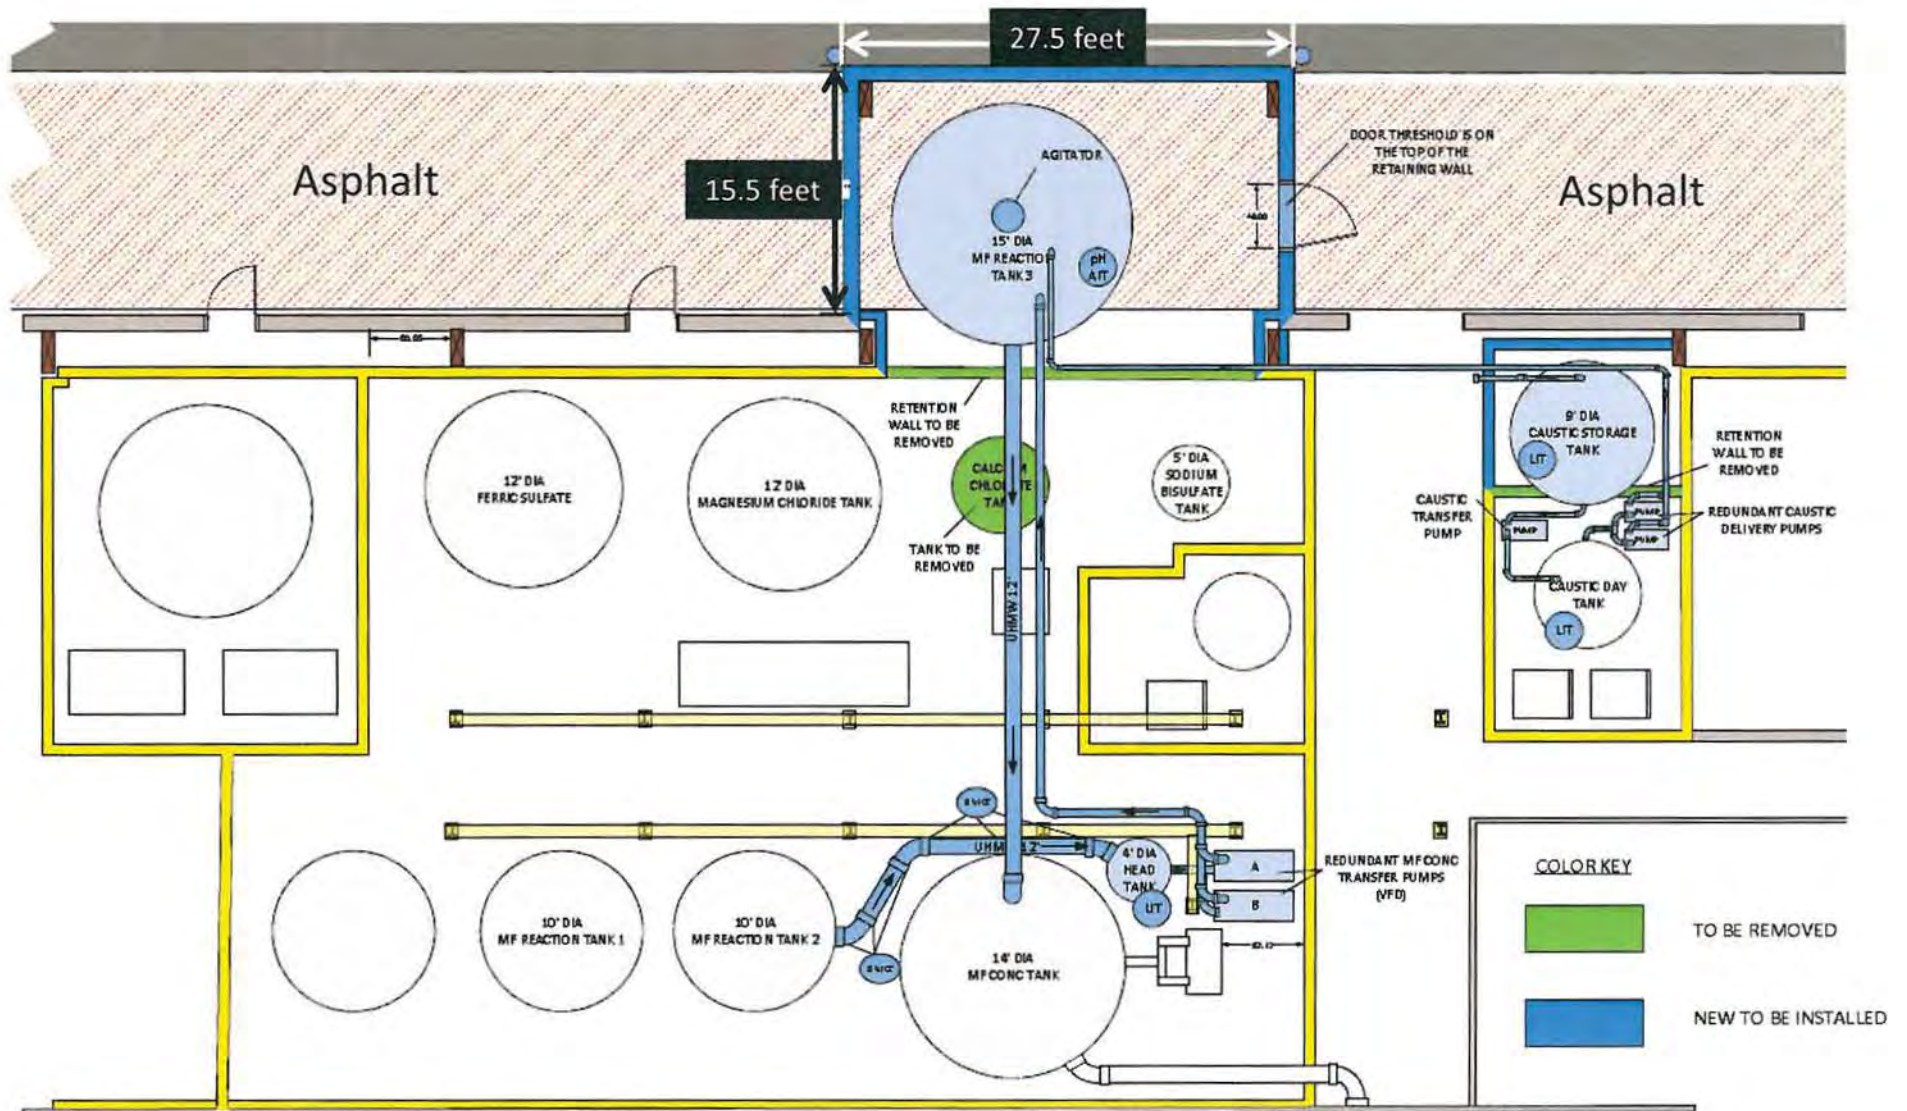 27.5 feet
Asphalt
15.5 feet
AGITATOR
15' DIA
MF REACTION
TANK 3
pH
AIT
DOOR THRESHOLD IS ON
THE TOP OF THE
RETAINING WALL
Asphalt
RETENTION
WALL TO BE
REMOVED
12' DIA
FERRIC SULFATE
12' DIA
MAGNESIUM CHLORIDE TANK
TANK TO BE
REMOVED
5' DIA
SODIUM
BISULFATE
TANK
9' DIA
CAUSTIC STORAGE
TANK
LIT
RETENTION
WALL TO BE
REMOVED
CAUSTIC
TRANSFER
PUMP
PUMP
PUMP
PUMP
REDUNDANT CAUSTIC
DELIVERY PUMPS
CAUSTIC DAY
TANK
LIT
UHMW 12'
UHMW 12'
4' DIA
HEAD
TANK
LIT
A
B
REDUNDANT MF CONC
TRANSFER PUMPS
(VFD)
10' DIA
MF REACTION TANK 1
10' DIA
MF REACTION TANK 2
14' DIA
MF CONC TANK
COLOR KEY
TO BE REMOVED
NEW TO BE INSTALLED